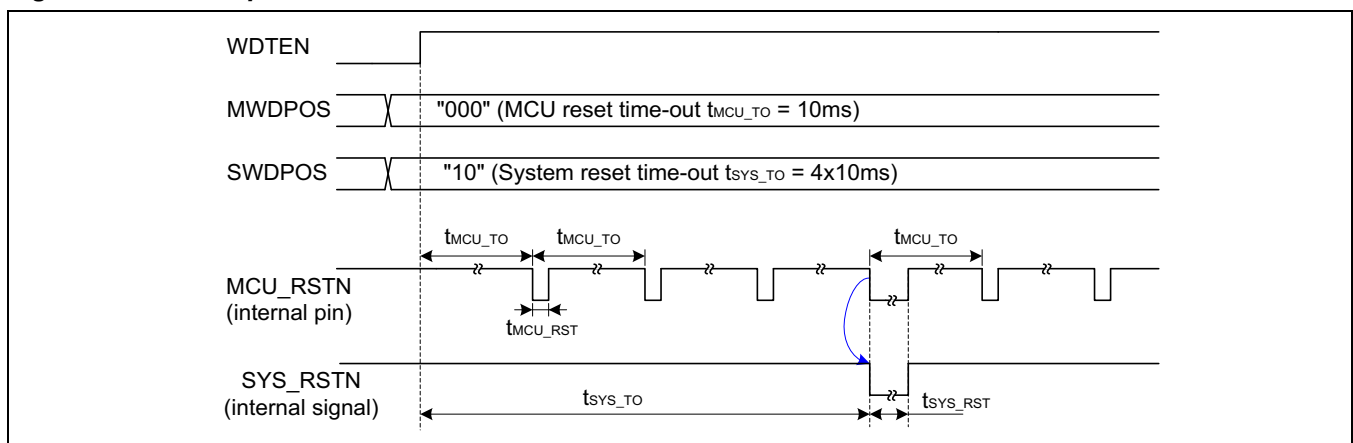 WDTEN
MWDPOS "000" (MCU reset time-out tMCU_TO = 10ms)
SWDPOS "10" (System reset time-out tSYS_TO = 4x10ms)
tMCU_TO tMCU_TO tMCU_TO
MCU_RSTN
(internal pin)
tMCU_RST
SYS_RSTN
(internal signal)
tSYS_TO tSYS_RST